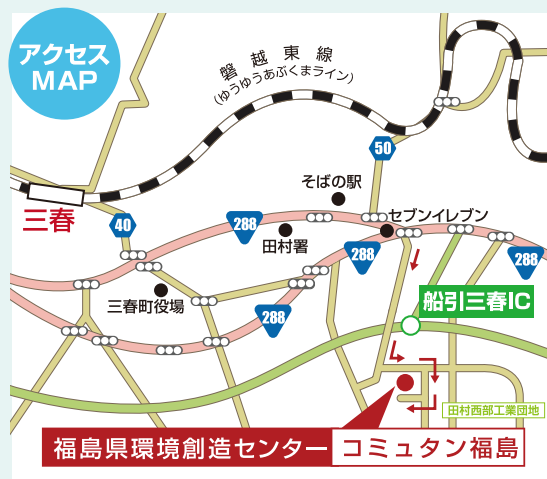 アクセス
MAP
磐越東線
(ゆうゆうあぶくまライン)
50
そばの駅
三春
40
288
セブンイレブン
田村署
288
288
三春町役場
288
船引三春IC
田村西部工業団地
福島県環境創造センター コミュタン福島